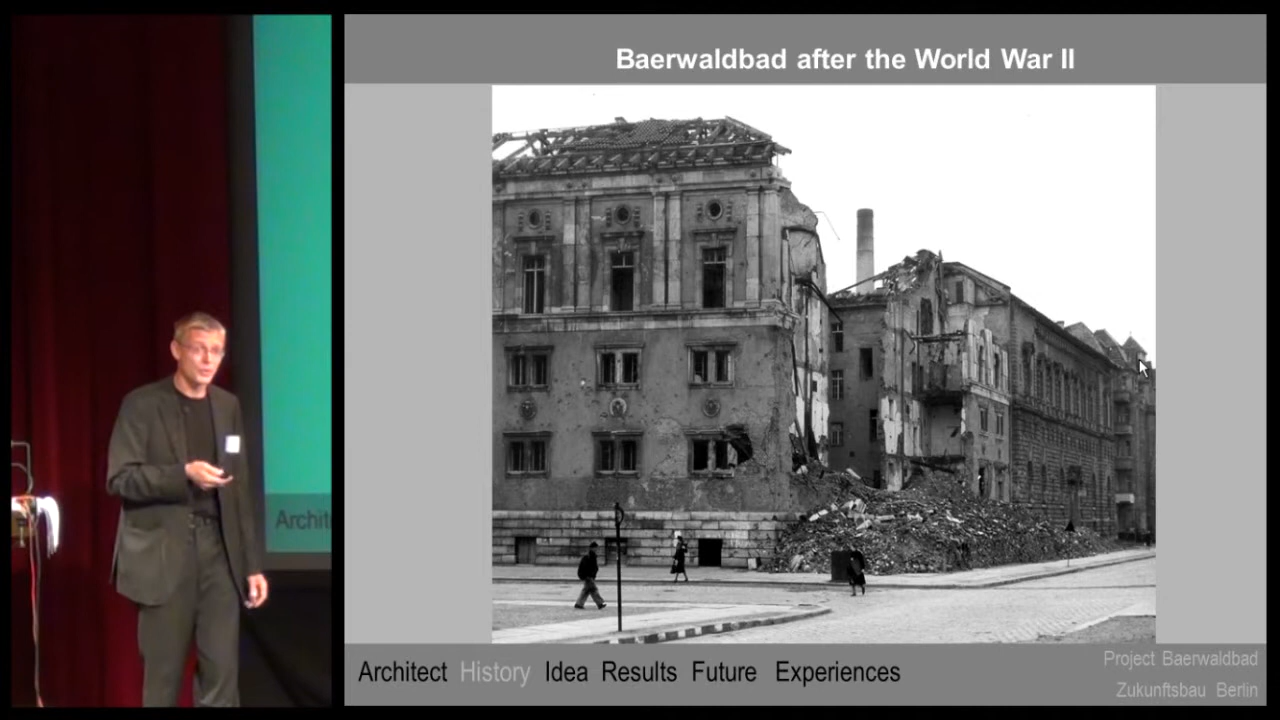 Baerwaldbad after the World War II
Archit
Architect History Idea Results Future Experiences
Project Baerwaldbad
Zukunftsbau Berlin